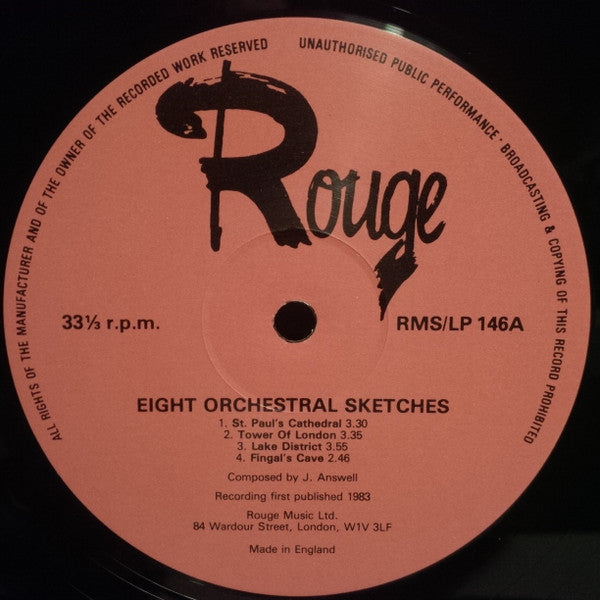 ALL RIGHTS OF THE MANUFACTURER AND OF THE OWNER OF THE RECORDED WORK RESERVED
UNAUTHORISED PUBLIC PERFORMANCE · BROADCASTING & COPYING OF THIS RECORD PROHIBITED
Rouge
33⅓ r.p.m.
RMS/LP 146A
EIGHT ORCHESTRAL SKETCHES
1. St. Paul's Cathedral 3.30
2. Tower Of London 3.35
3. Lake District 3.55
4. Fingal's Cave 2.46
Composed by J. Answell
Recording first published 1983
Rouge Music Ltd.
84 Wardour Street, London, W1V 3LF
Made in England